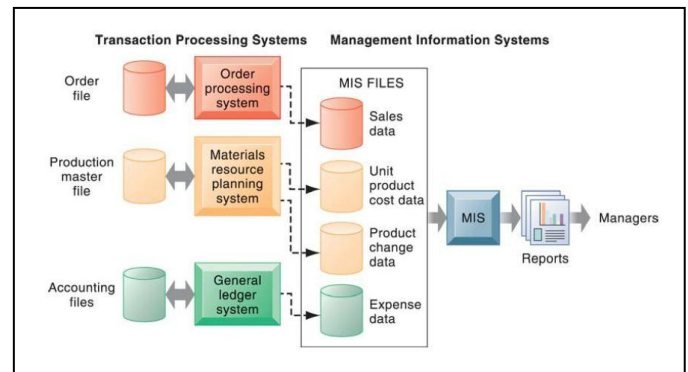 Transaction Processing Systems
Management Information Systems
Order
file
Order
processing
system
MIS FILES
Sales
data
Production
master
file
Materials
resource
planning
system
Unit
product
cost data
Product
change
data
MIS
Reports
Managers
Accounting
files
General
ledger
system
Expense
data